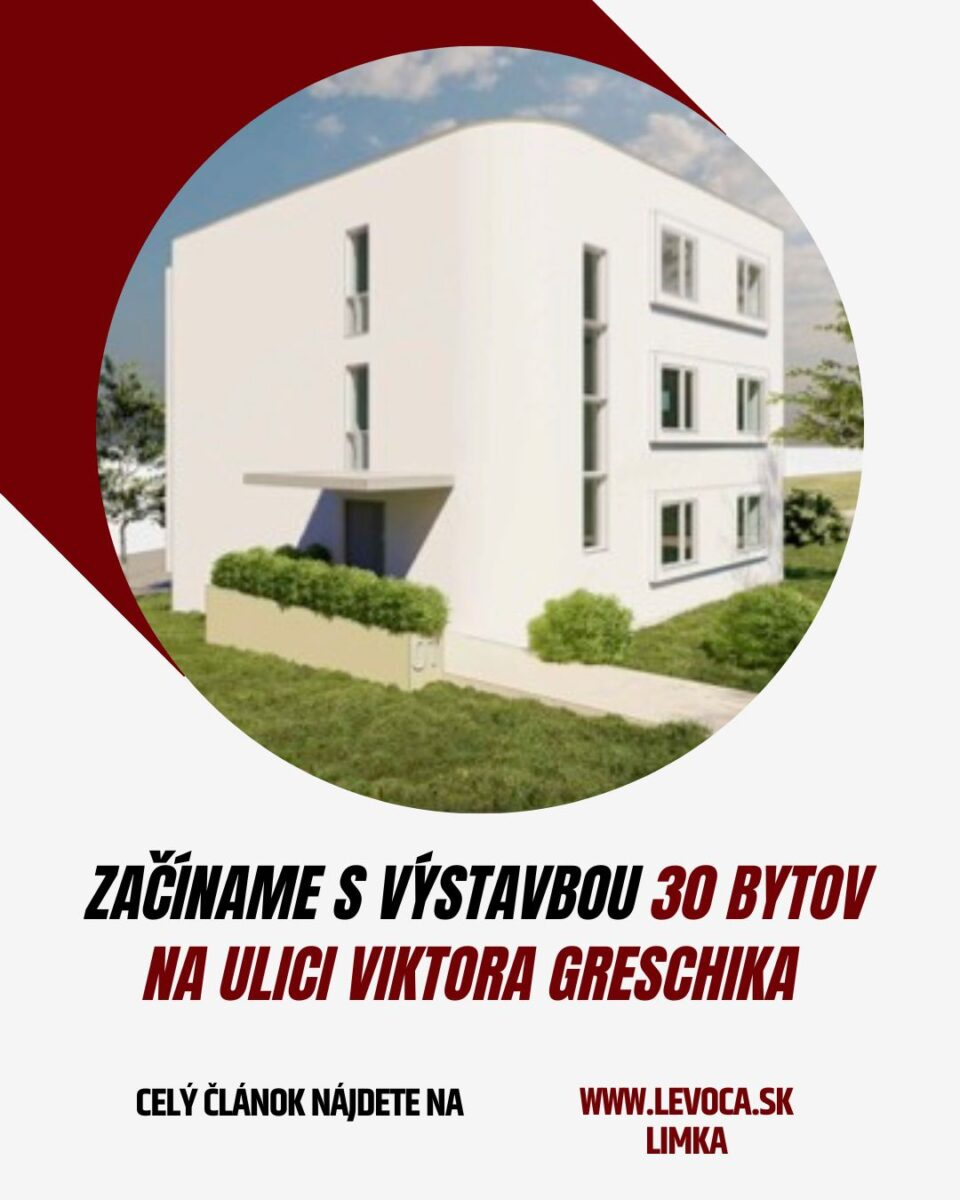 ZAČÍNAME S VÝSTAVBOU 30 BYTOV
NA ULICI VIKTORA GRESCHIKA
CELÝ ČLÁNOK NÁJDETE NA
WWW.LEVOCA.SK
LIMKA